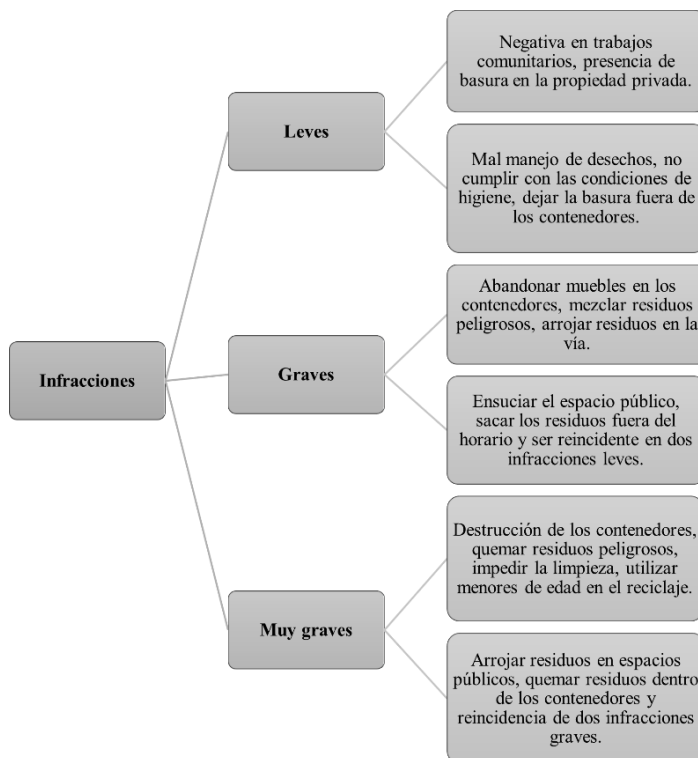 Infracciones
Leves
Negativa en trabajos
comunitarios, presencia de
basura en la propiedad privada.
Mal manejo de desechos, no
cumplir con las condiciones de
higiene, dejar la basura fuera de
los contenedores.
Graves
Abandonar muebles en los
contenedores, mezclar residuos
peligrosos, arrojar residuos en la
vía.
Ensuciar el espacio público,
sacar los residuos fuera del
horario y ser reincidente en dos
infracciones leves.
Muy graves
Destrucción de los contenedores,
quemar residuos peligrosos,
impedir la limpieza, utilizar
menores de edad en el reciclaje.
Arrojar residuos en espacios
públicos, quemar residuos dentro
de los contenedores y
reincidencia de dos infracciones
graves.